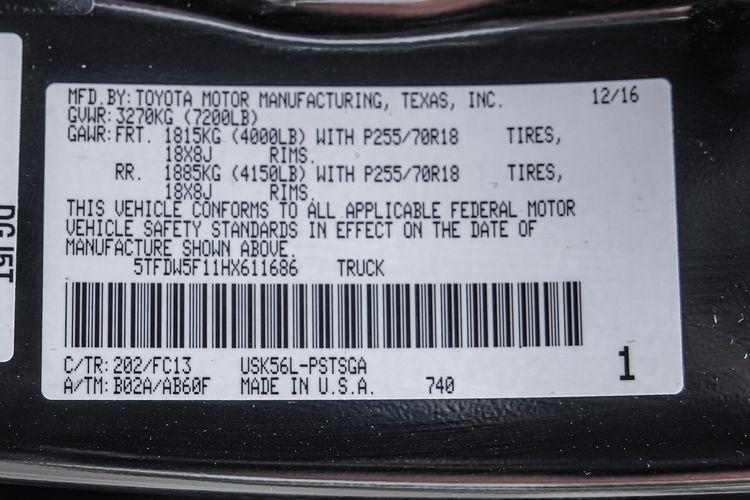 MFD.BY:TOYOTA MOTOR MANUFACTURING, TEXAS, INC. 12/16
GVWR:3270KG (7200LB)
GAWR:FRT. 1815KG (4000LB) WITH P255/70R18 TIRES,
18X8J RIMS.
RR. 1885KG (4150LB) WITH P255/70R18 TIRES,
18X8J RIMS.
THIS VEHICLE CONFORMS TO ALL APPLICABLE FEDERAL MOTOR
VEHICLE SAFETY STANDARDS IN EFFECT ON THE DATE OF
MANUFACTURE SHOWN ABOVE.
5TFDW5F11HX611686 TRUCK
C/TR:202/FC13 USK56L-PSTSGA
A/TM:B02A/AB60F MADE IN U.S.A. 740
1